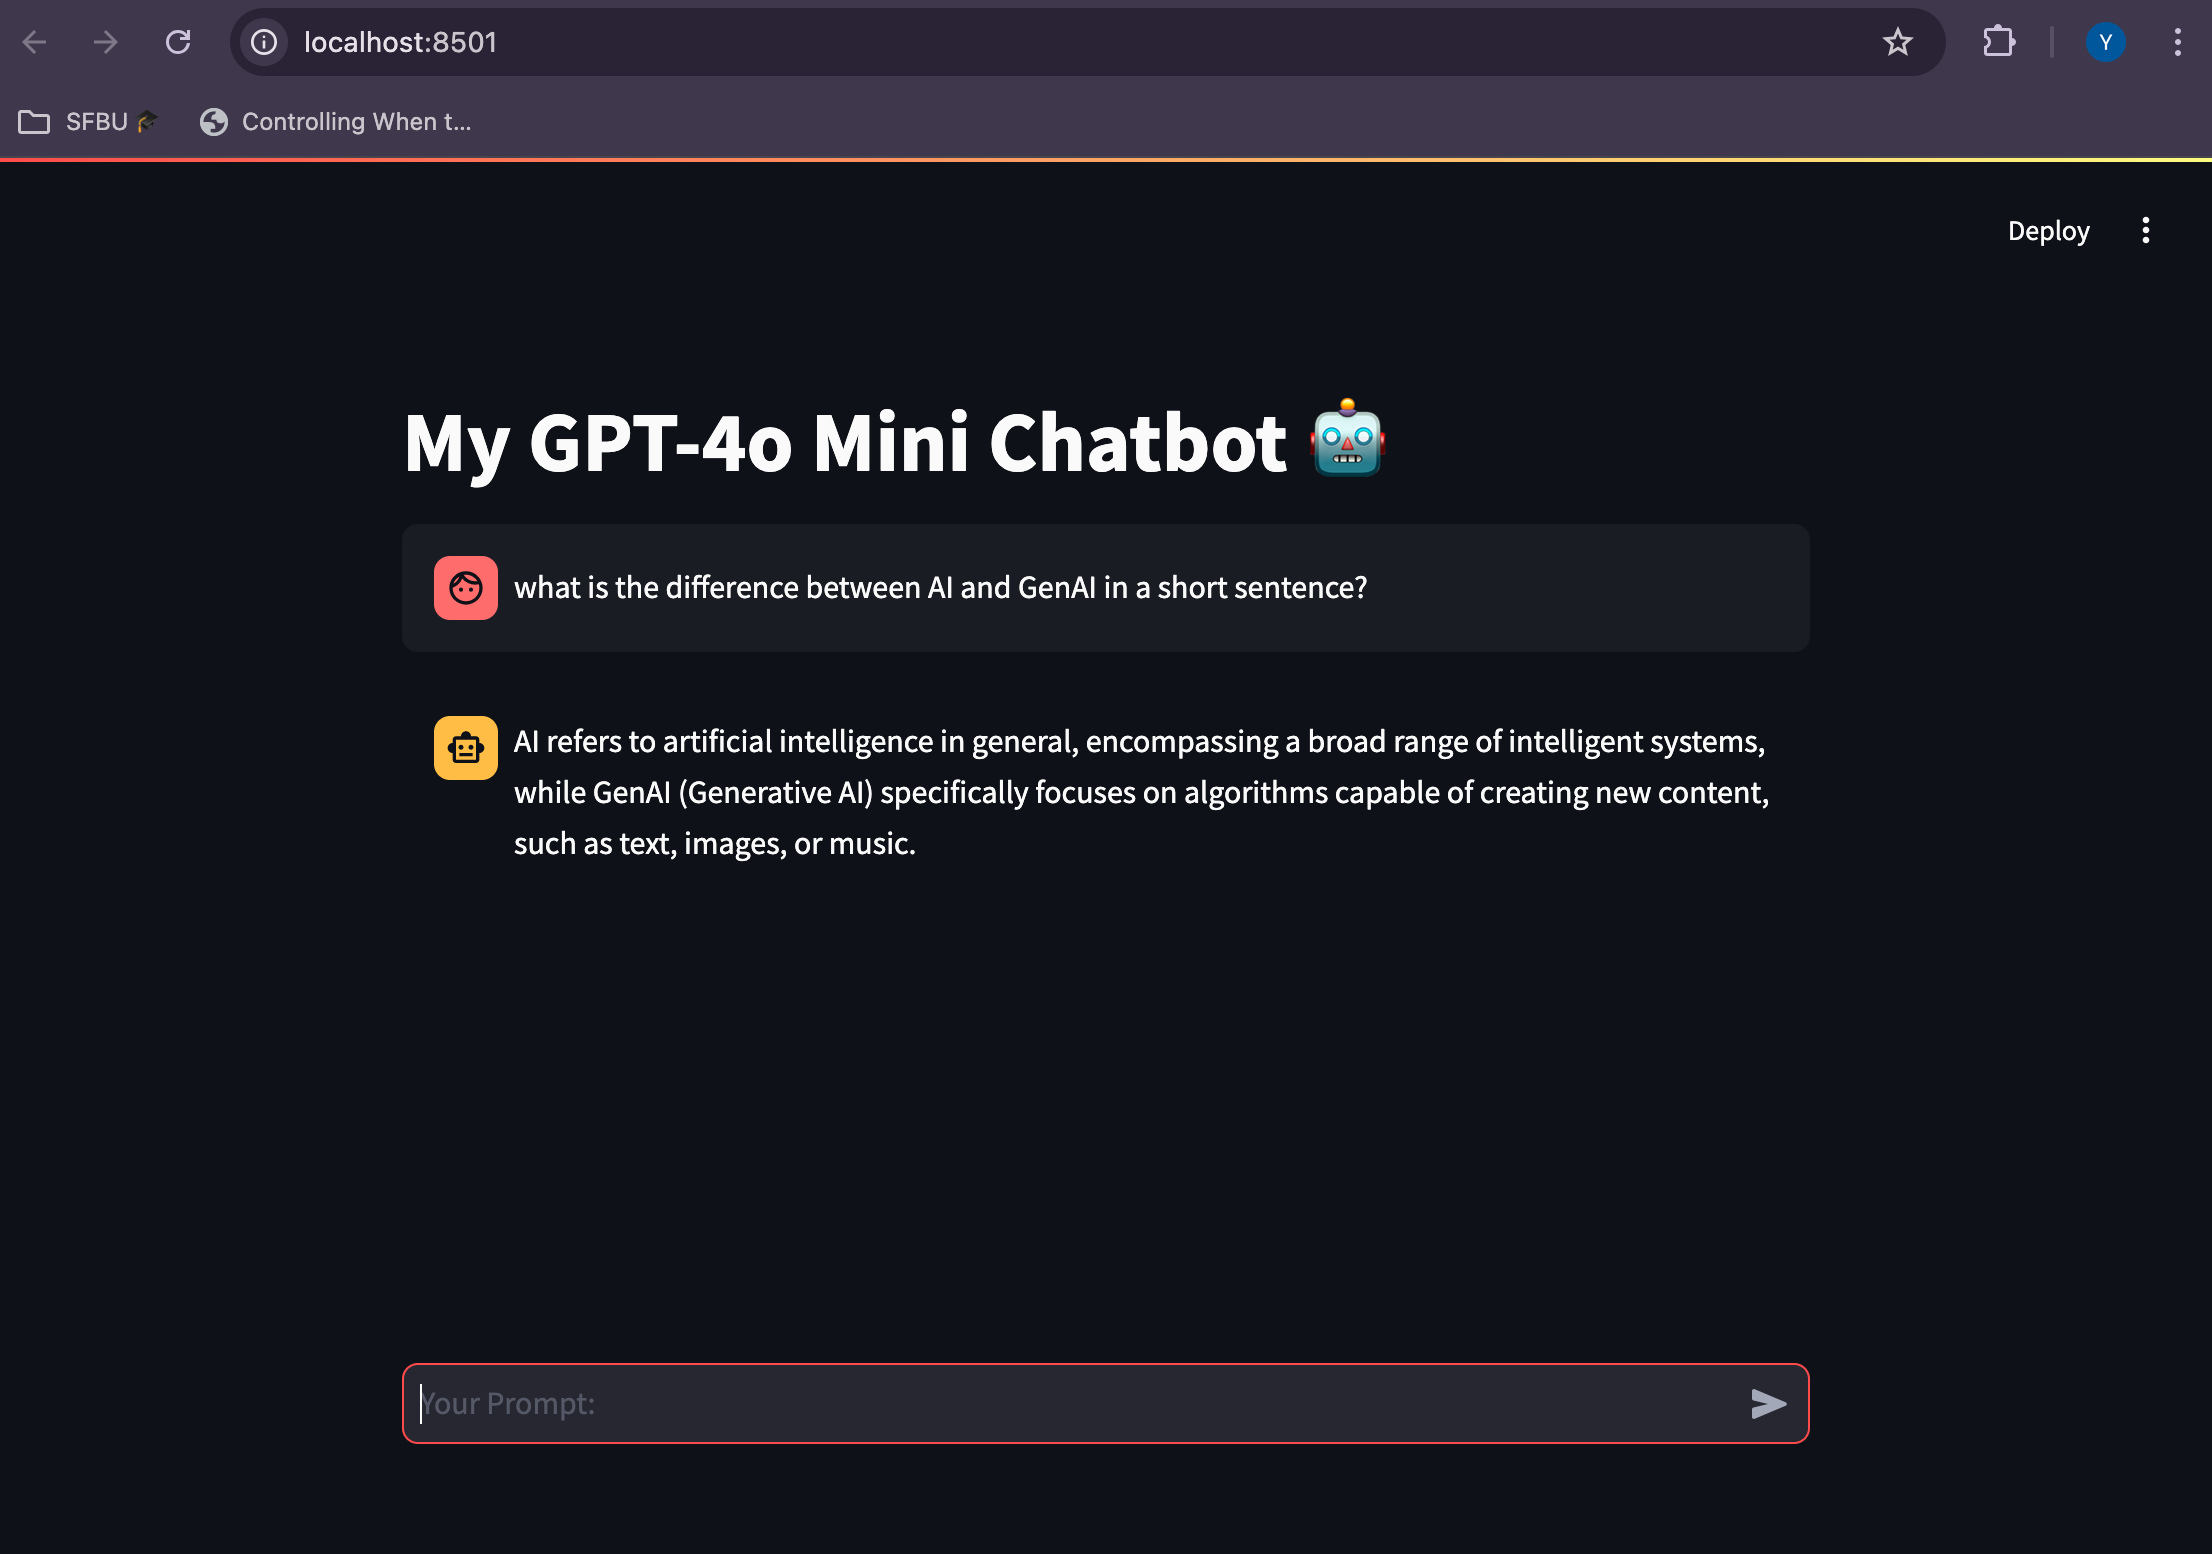 localhost:8501
Y
SFBU 🎓
Controlling When t...
Deploy
My GPT-4o Mini Chatbot 🤖
what is the difference between AI and GenAI in a short sentence?
AI refers to artificial intelligence in general, encompassing a broad range of intelligent systems,
while GenAI (Generative AI) specifically focuses on algorithms capable of creating new content,
such as text, images, or music.
Your Prompt: